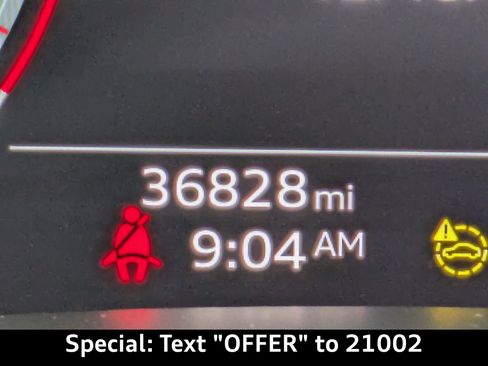 36828 mi
9:04 AM
Special: Text "OFFER" to 21002